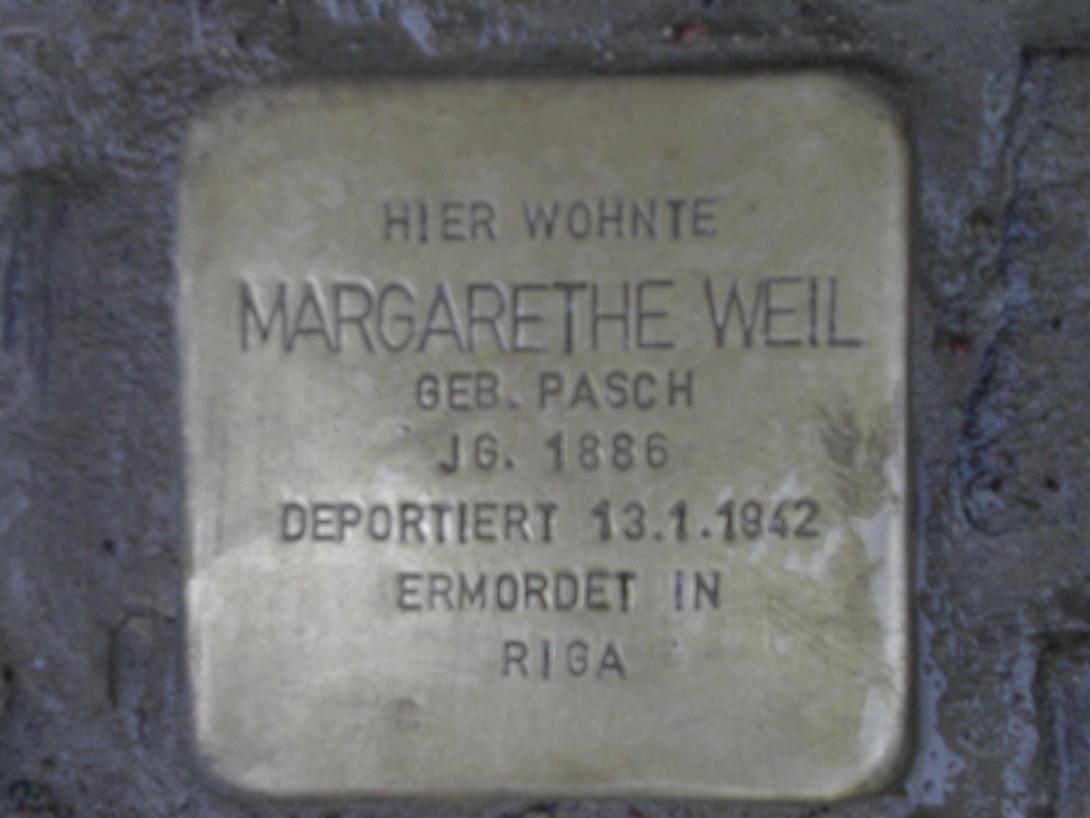 HIER WOHNTE
MARGARETHE WEIL
GEB. PASCH
JG. 1886
DEPORTIERT 13.1.1942
ERMORDET IN
RIGA